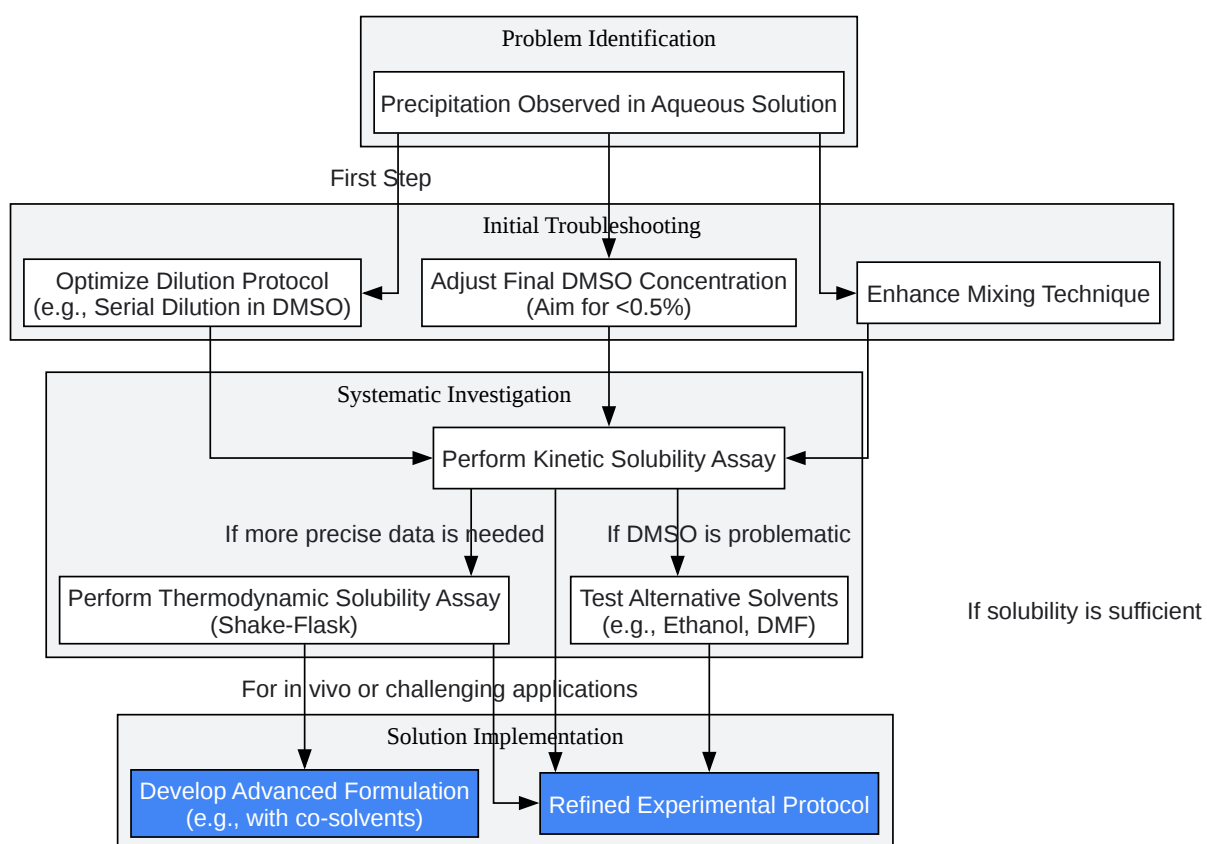 Problem Identification
Precipitation Observed in Aqueous Solution
First Step
Initial Troubleshooting
Optimize Dilution Protocol
(e.g., Serial Dilution in DMSO)
Adjust Final DMSO Concentration
(Aim for <0.5%)
Enhance Mixing Technique
Systematic Investigation
Perform Kinetic Solubility Assay
If more precise data is needed
If DMSO is problematic
Perform Thermodynamic Solubility Assay
(Shake-Flask)
Test Alternative Solvents
(e.g., Ethanol, DMF)
If solubility is sufficient
For in vivo or challenging applications
Solution Implementation
Develop Advanced Formulation
(e.g., with co-solvents)
Refined Experimental Protocol